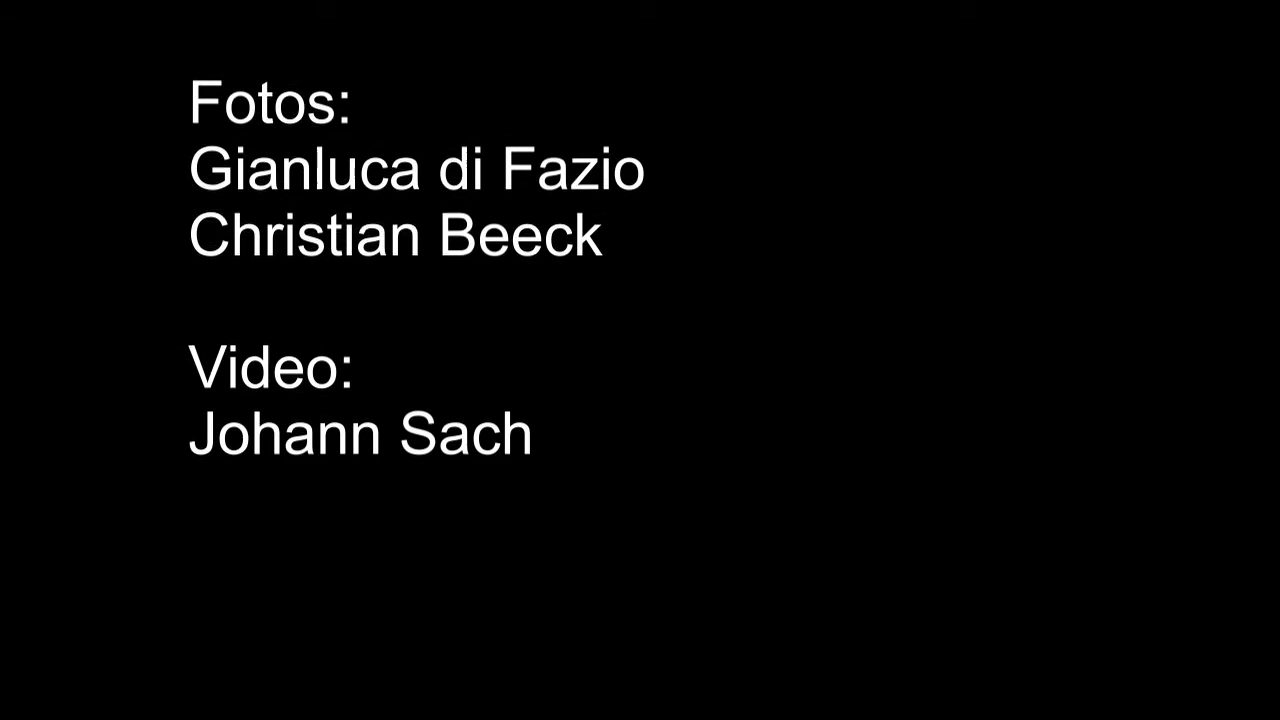 Fotos:
Gianluca di Fazio
Christian Beeck
Video:
Johann Sach